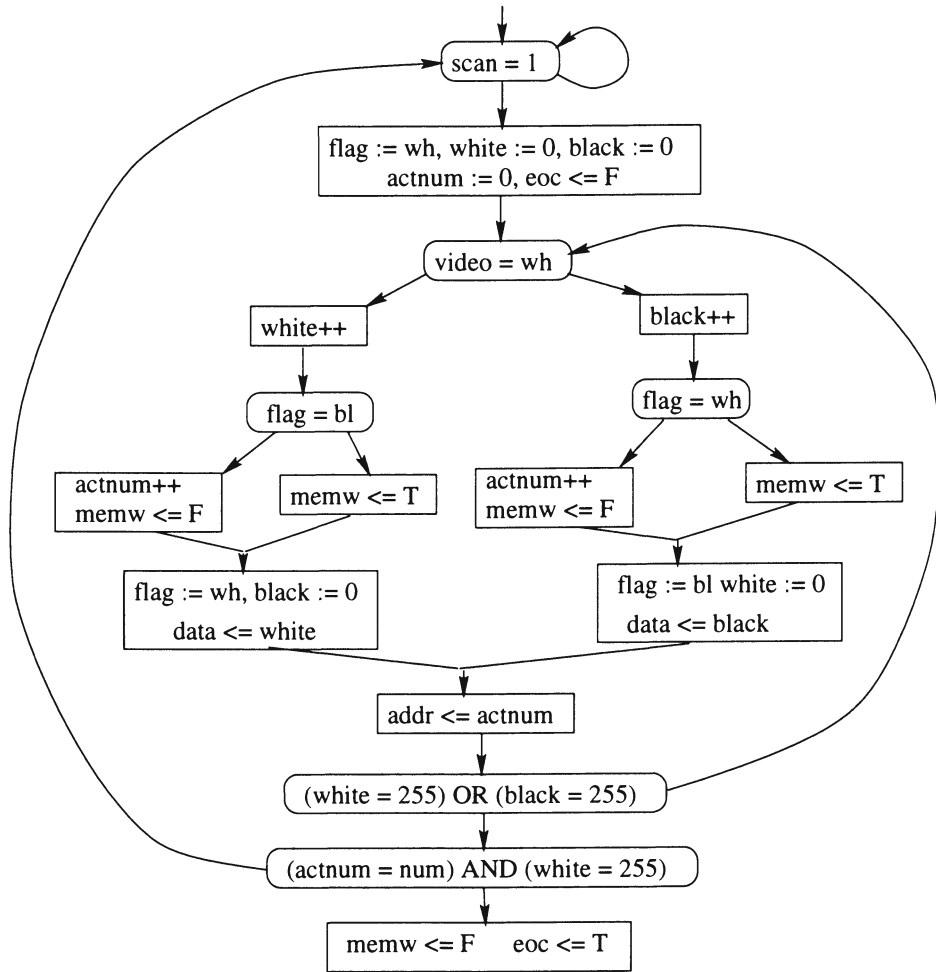 scan = 1
flag := wh, white := 0, black := 0
actnum := 0, eoc <= F
video = wh
white++
black++
flag = bl
flag = wh
actnum++
memw <= F
memw <= T
actnum++
memw <= F
memw <= T
flag := wh, black := 0
data <= white
flag := bl white := 0
data <= black
addr <= actnum
(white = 255) OR (black = 255)
(actnum = num) AND (white = 255)
memw <= F eoc <= T